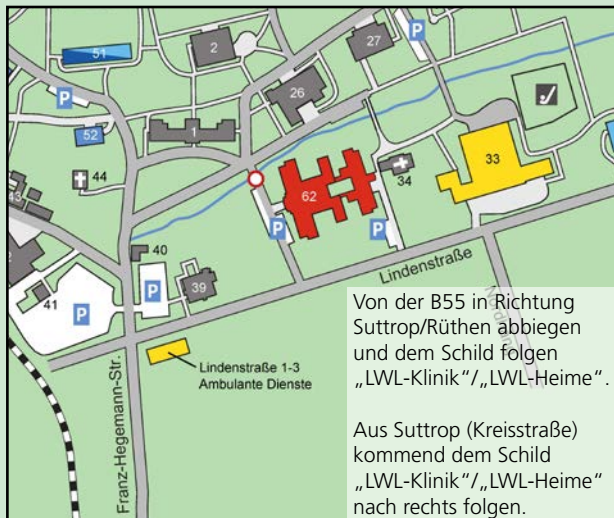 51
P
2
27
P
26
52
1
44
43
62
34
33
P
P
40
39
41
P
P
Lindenstraße
Lindenstraße 1-3
Ambulante Dienste
Franz-Hegemann-Str.
Von der B55 in Richtung
Suttrop/Rüthen abbiegen
und dem Schild folgen
„LWL-Klinik“/„LWL-Heime“.
Aus Suttrop (Kreisstraße)
kommend dem Schild
„LWL-Klinik“/„LWL-Heime“
nach rechts folgen.